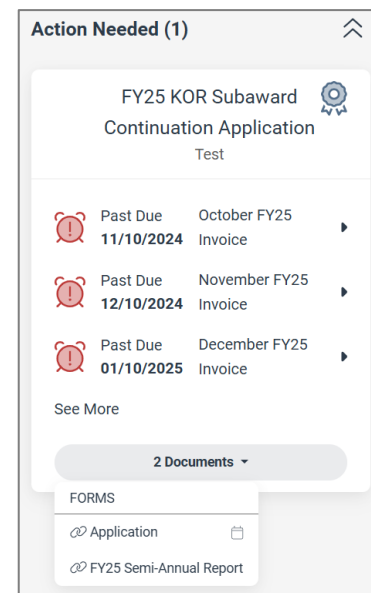 Action Needed (1)
FY25 KOR Subaward
Continuation Application
Test
Past Due October FY25
11/10/2024 Invoice
Past Due November FY25
12/10/2024 Invoice
Past Due December FY25
01/10/2025 Invoice
See More
2 Documents
FORMS
Application
FY25 Semi-Annual Report